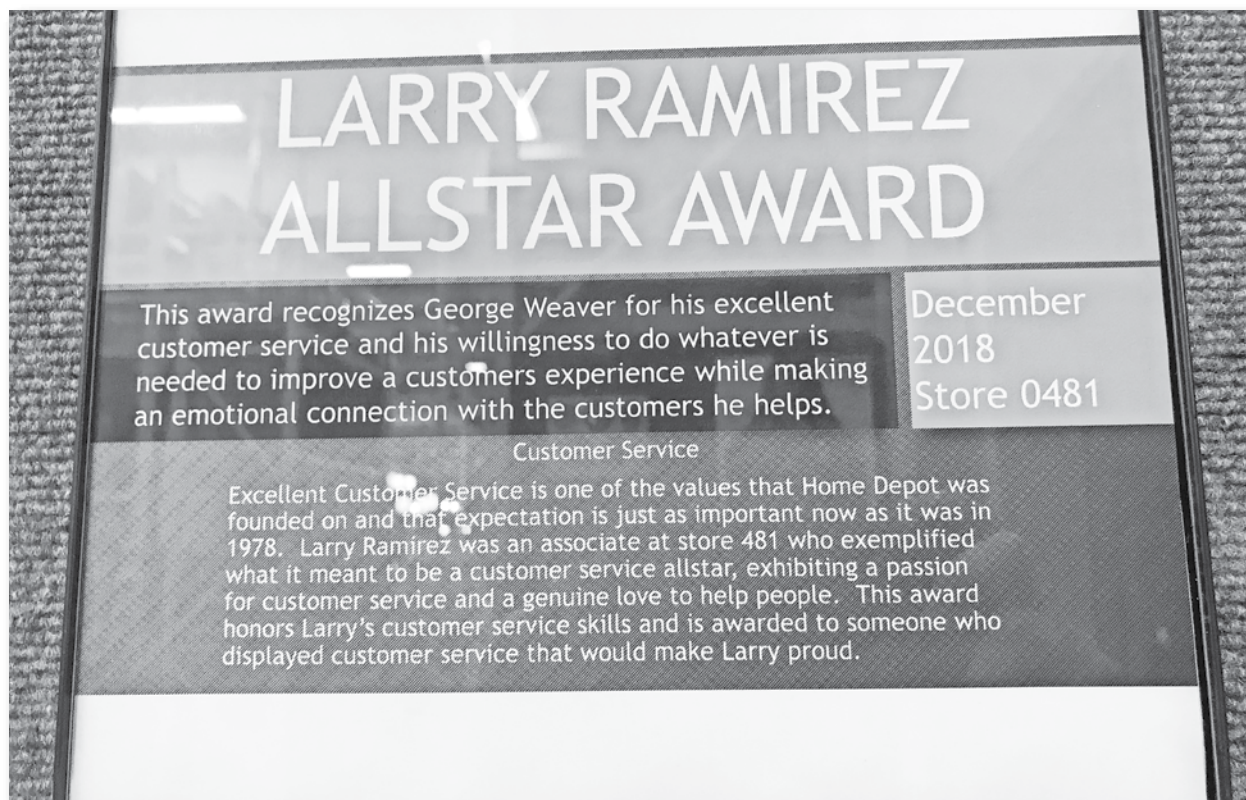 LARRY RAMIREZ
ALLSTAR AWARD
This award recognizes George Weaver for his excellent
customer service and his willingness to do whatever is
needed to improve a customers experience while making
an emotional connection with the customers he helps.
December
2018
Store 0481
Customer Service
Excellent Customer Service is one of the values that Home Depot was
founded on and that expectation is just as important now as it was in
1978.  Larry Ramirez was an associate at store 481 who exemplified
what it meant to be a customer service allstar, exhibiting a passion
for customer service and a genuine love to help people.  This award
honors Larry's customer service skills and is awarded to someone who
displayed customer service that would make Larry proud.